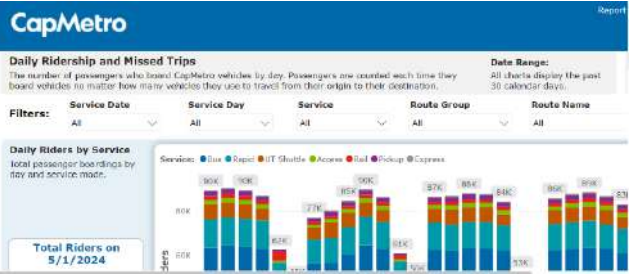 Report
CapMetro
Daily Ridership and Missed Trips
The number of passengers who board CapMetro vehicles by day. Passengers are counted each time they
board vehicles no matter how many vehicles they use to travel from their origin to their destination.
Date Range:
All charts display the past
30 calendar days.
Filters:
Service Date
Service Day
Service
Route Group
Route Name
All
All
All
All
All
Daily Riders by Service
Total passenger boardings by
day and service mode.
Service: Bus Rapid UT Shuttle Access Rail Pickup Express
90K 90K 90K
85K 87K 88K 84K 86K 89K
77K
80K
62K 61K
60K
53K
Total Riders on
5/1/2024